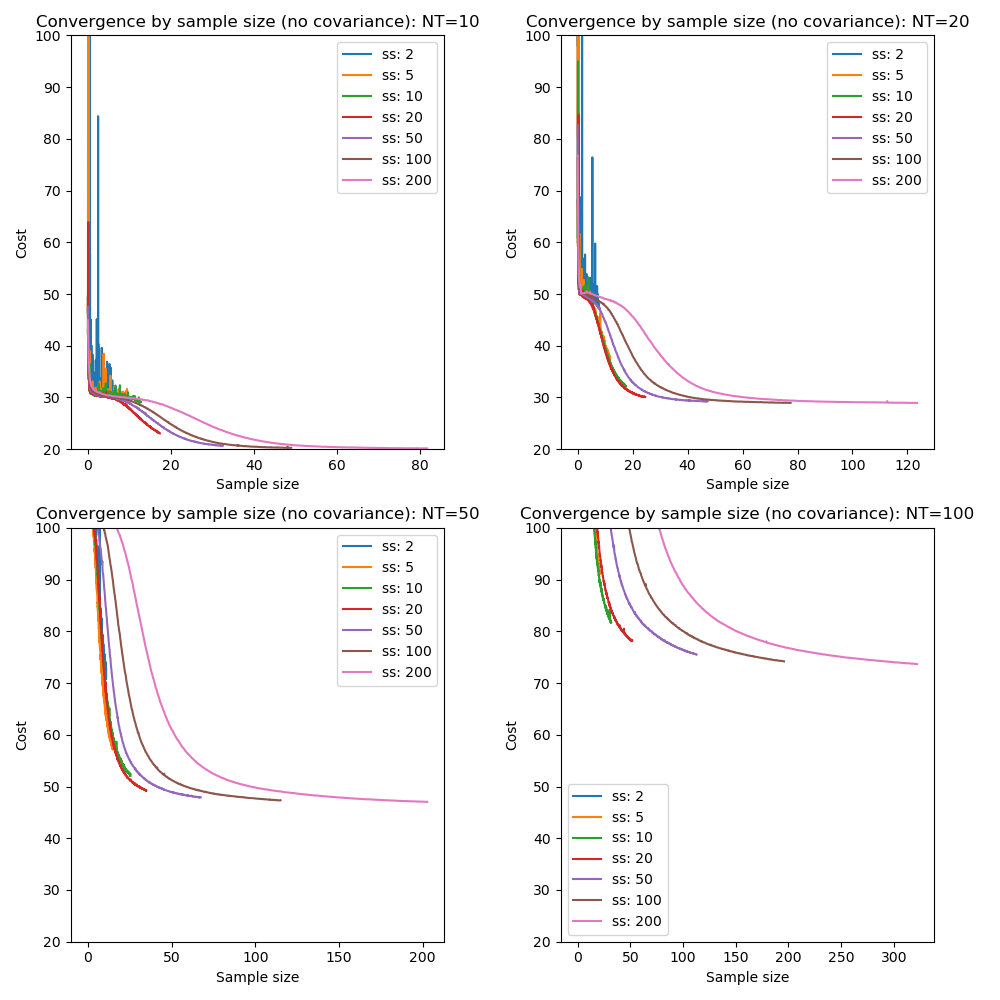 Convergence by sample size (no covariance): NT=10
100
90
80
70
60
50
40
30
20
Cost
0
20
40
60
80
Sample size
ss: 2
ss: 5
ss: 10
ss: 20
ss: 50
ss: 100
ss: 200
Convergence by sample size (no covariance): NT=20
100
90
80
70
60
50
40
30
20
Cost
0
20
40
60
80
100
120
Sample size
ss: 2
ss: 5
ss: 10
ss: 20
ss: 50
ss: 100
ss: 200
Convergence by sample size (no covariance): NT=50
100
90
80
70
60
50
40
30
20
Cost
0
50
100
150
200
Sample size
ss: 2
ss: 5
ss: 10
ss: 20
ss: 50
ss: 100
ss: 200
Convergence by sample size (no covariance): NT=100
100
90
80
70
60
50
40
30
20
Cost
0
50
100
150
200
250
300
Sample size
ss: 2
ss: 5
ss: 10
ss: 20
ss: 50
ss: 100
ss: 200